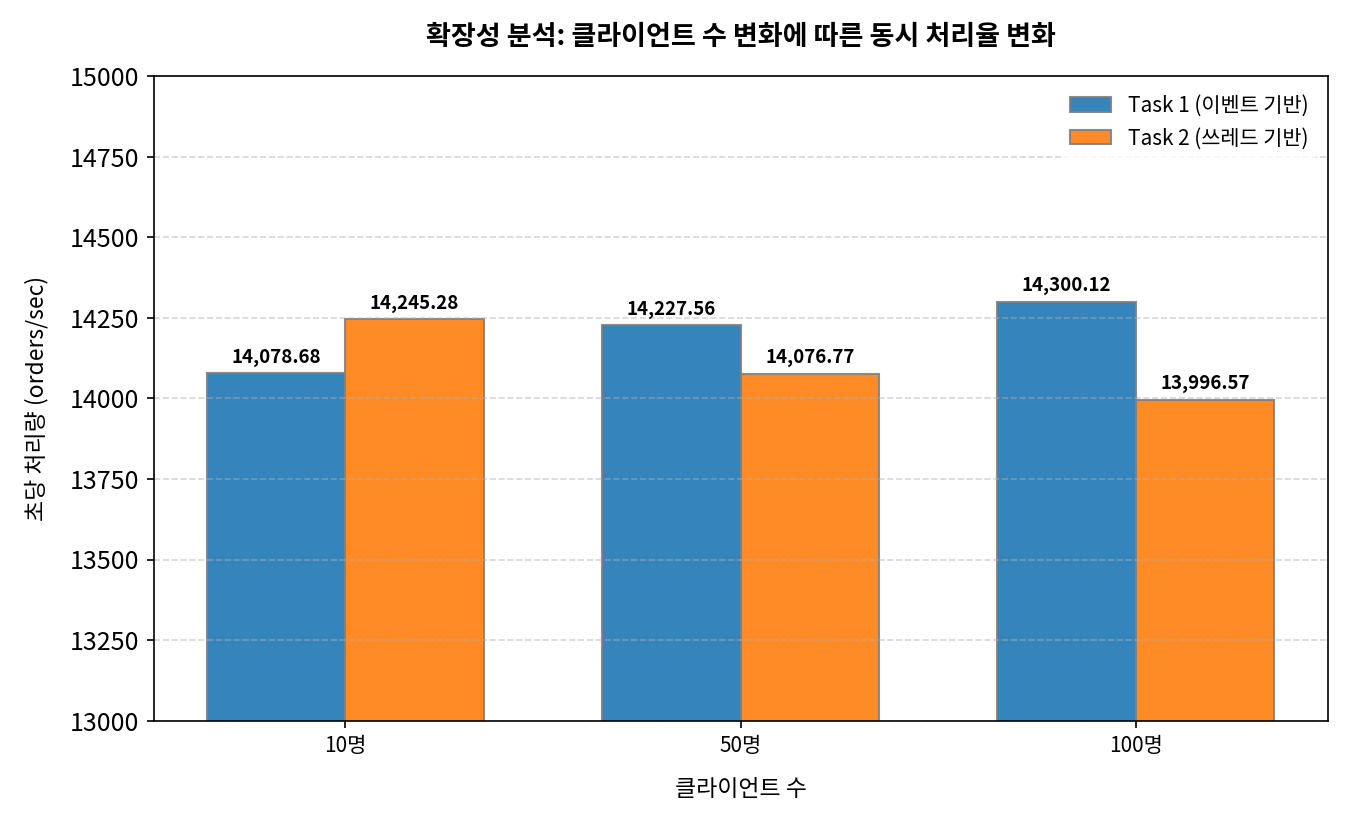 확장성 분석: 클라이언트 수 변화에 따른 동시 처리율 변화
Task 1 (이벤트 기반)
Task 2 (쓰레드 기반)
초당 처리량 (orders/sec)
15000
14750
14500
14250
14000
13750
13500
13250
13000
14,078.68
14,245.28
14,227.56
14,076.77
14,300.12
13,996.57
10명
50명
100명
클라이언트 수